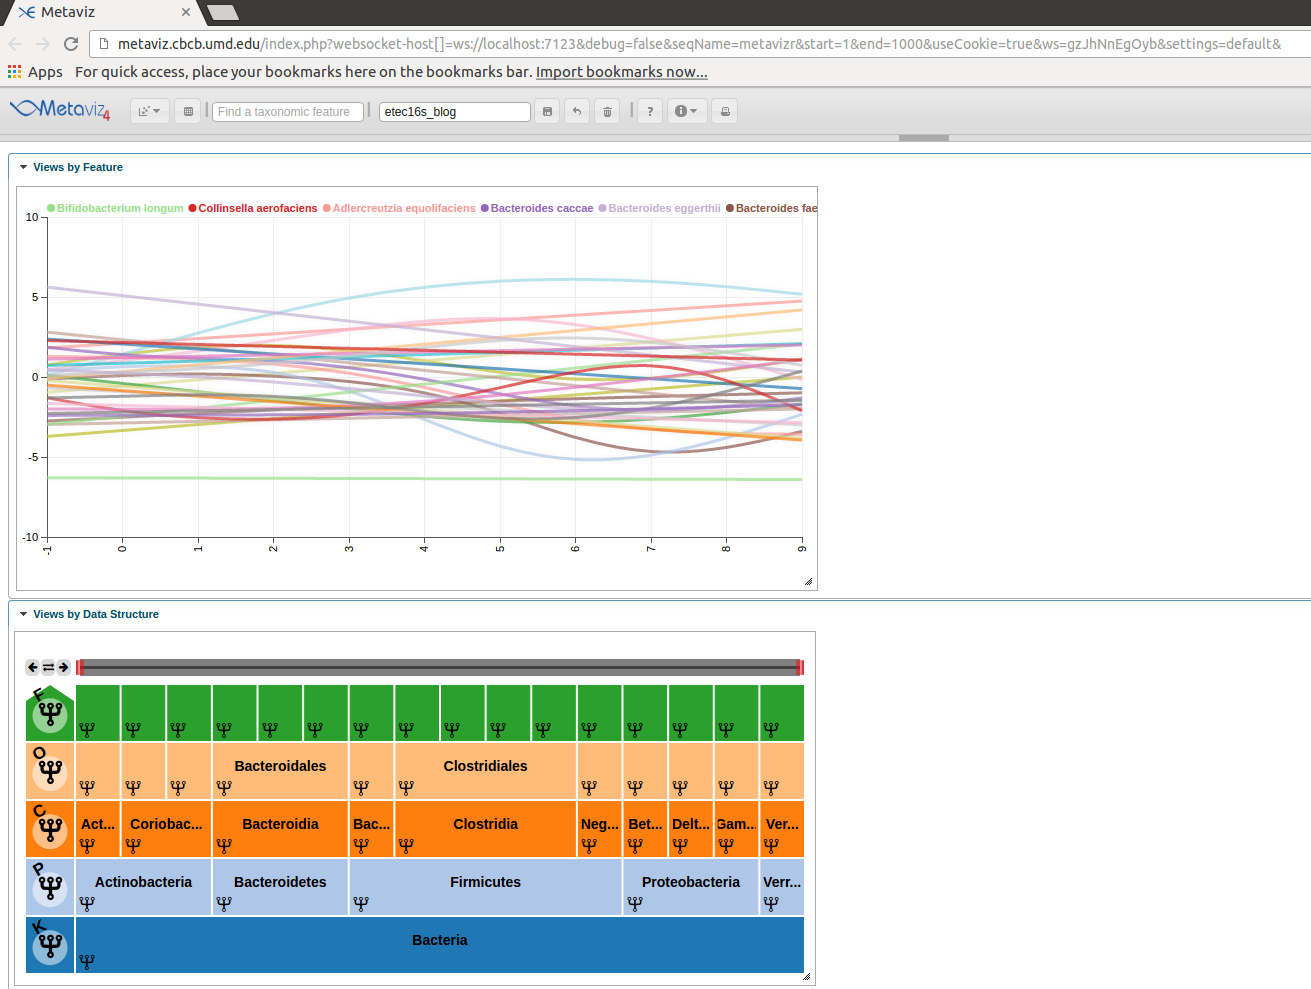 Metaviz
metaviz.cbcb.umd.edu/index.php?websocket-host[]=ws://localhost:7123&debug=false&seqName=metavizr&start=1&end=1000&useCookie=true&ws=gzJhNnEgOyb&settings=default&
Apps For quick access, place your bookmarks here on the bookmarks bar. Import bookmarks now...
Metaviz 4 Find a taxonomic feature etec16s_blog ? i
Views by Feature
Bifidobacterium longum Collinsella aerofaciens Adlercreutzia equolifaciens Bacteroides caccae Bacteroides eggerthii Bacteroides fae
10
5
0
-5
-10
-1 0 1 2 3 4 5 6 7 8 9
Views by Data Structure
F
O Bacteroidales Clostridiales
C Act... Coriobac... Bacteroidia Bac... Clostridia Neg... Bet... Delt... Gam... Ver...
P Actinobacteria Bacteroidetes Firmicutes Proteobacteria Verr...
K Bacteria